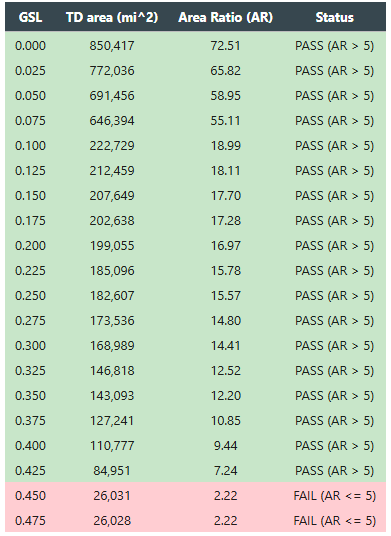 GSL TD area (mi^2) Area Ratio (AR) Status
0.000 850,417 72.51 PASS (AR > 5)
0.025 772,036 65.82 PASS (AR > 5)
0.050 691,456 58.95 PASS (AR > 5)
0.075 646,394 55.11 PASS (AR > 5)
0.100 222,729 18.99 PASS (AR > 5)
0.125 212,459 18.11 PASS (AR > 5)
0.150 207,649 17.70 PASS (AR > 5)
0.175 202,638 17.28 PASS (AR > 5)
0.200 199,055 16.97 PASS (AR > 5)
0.225 185,096 15.78 PASS (AR > 5)
0.250 182,607 15.57 PASS (AR > 5)
0.275 173,536 14.80 PASS (AR > 5)
0.300 168,989 14.41 PASS (AR > 5)
0.325 146,818 12.52 PASS (AR > 5)
0.350 143,093 12.20 PASS (AR > 5)
0.375 127,241 10.85 PASS (AR > 5)
0.400 110,777 9.44 PASS (AR > 5)
0.425 84,951 7.24 PASS (AR > 5)
0.450 26,031 2.22 FAIL (AR <= 5)
0.475 26,028 2.22 FAIL (AR <= 5)